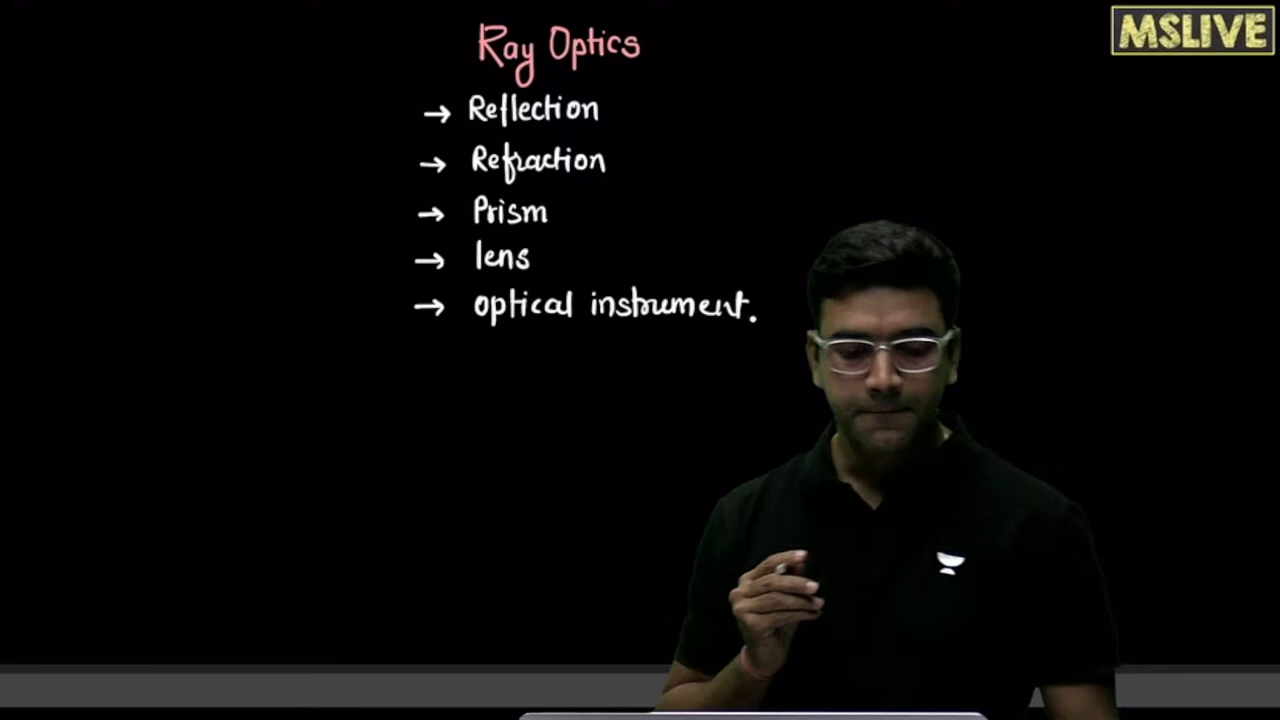 MSLIVE
Ray Optics
→ Reflection
→ Refraction
→ Prism
→ lens
→ optical instrument.